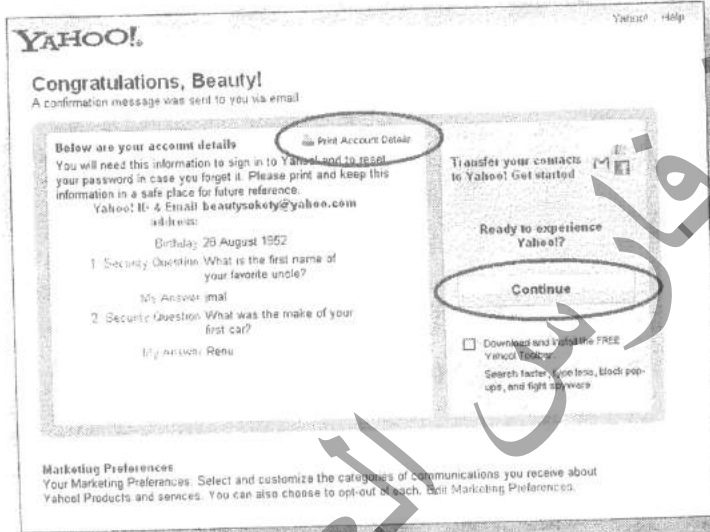 Yahoo! Help
YAHOO!
Congratulations, Beauty!
A confirmation message was sent to you via email
Below are your account details
Print Account Details
You will need this information to sign in to Yahoo! and to reset
your password in case you forget it. Please print and keep this
information in a safe place for future reference.
Yahoo! ID & Email beautysokoty@yahoo.com
address:
Birthday 26 August 1952
1 Security Question What is the first name of
your favorite uncle?
My Answer jmal
2 Security Question What was the make of your
first car?
My Answer Renu
Transfer your contacts
to Yahoo! Get started
Ready to experience
Yahoo!?
Continue
Download and install the FREE
Yahoo! Toolbar.
Search faster, type less, block pop-
ups, and fight spyware
Marketing Preferences
Your Marketing Preferences. Select and customize the categories of communications you receive about
Yahoo! Products and services. You can also choose to opt-out of each. Edit Marketing Preferences.
فارس